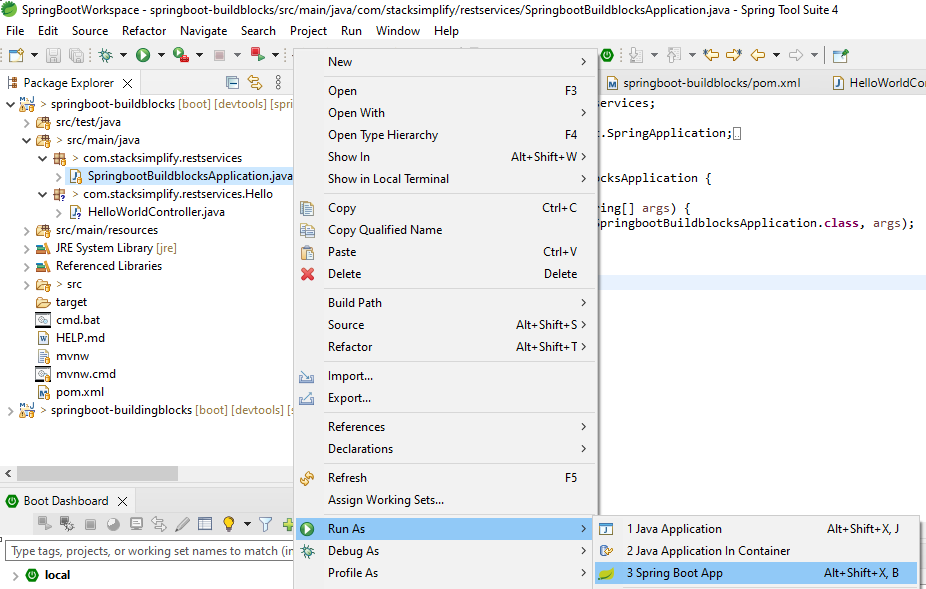 SpringBootWorkspace - springboot-buildblocks/src/main/java/com/stacksimplify/restservices/SpringbootBuildblocksApplication.java - Spring Tool Suite 4
File Edit Source Refactor Navigate Search Project Run Window Help
Package Explorer
springboot-buildblocks/pom.xml
HelloWorldCo
> springboot-buildblocks [boot] [devtools] [spri
src/test/java
> src/main/java
> com.stacksimplify.restservices
SpringbootBuildblocksApplication.java
> com.stacksimplify.restservices.Hello
HelloWorldController.java
src/main/resources
JRE System Library [jre]
Referenced Libraries
> src
target
cmd.bat
HELP.md
mvnw
mvnw.cmd
pom.xml
> springboot-buildingblocks [boot] [devtools] [s
Boot Dashboard
Type tags, projects, or working set names to match (in
local
New
Open F3
Open With
Open Type Hierarchy F4
Show In Alt+Shift+W
Show in Local Terminal
Copy Ctrl+C
Copy Qualified Name
Paste Ctrl+V
Delete Delete
Build Path
Source Alt+Shift+S
Refactor Alt+Shift+T
Import...
Export...
References
Declarations
Refresh F5
Assign Working Sets...
Run As
Debug As
Profile As
1 Java Application Alt+Shift+X, J
2 Java Application In Container
3 Spring Boot App Alt+Shift+X, B
services;
t.SpringApplication;
ocksApplication {
ring[] args) {
SpringbootBuildblocksApplication.class, args);